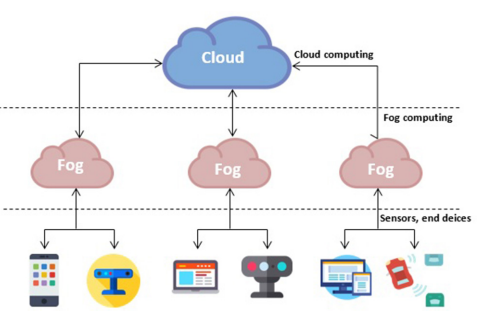 Cloud
Cloud computing
Fog computing
Fog
Fog
Fog
Sensors, end deices